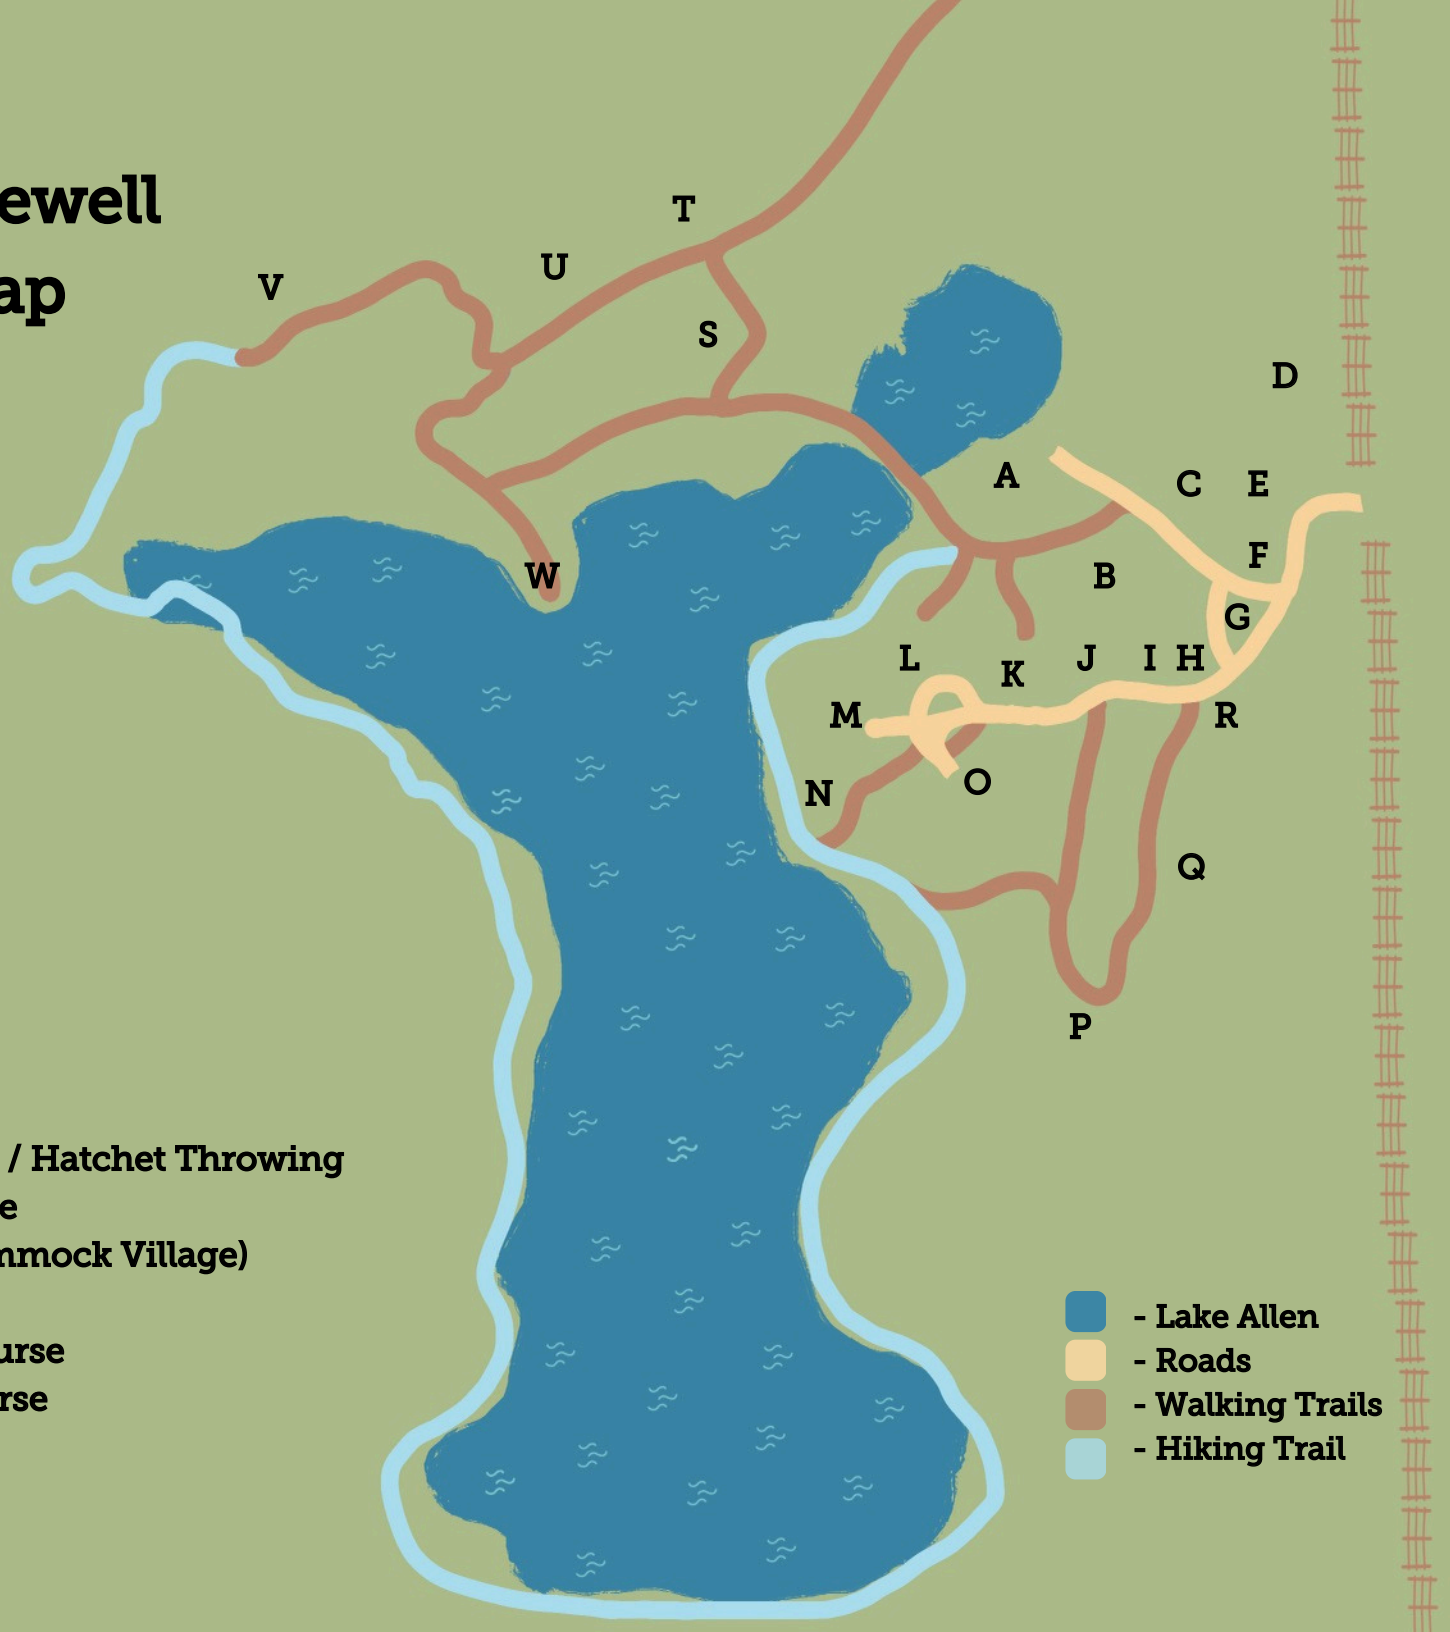 ewell
ap
T
U
V
S
D
A
C
E
F
W
B
G
L
K
J
I
H
M
R
O
N
Q
P
/ Hatchet Throwing
e
mmock Village)
urse
rse
- Lake Allen
- Roads
- Walking Trails
- Hiking Trail